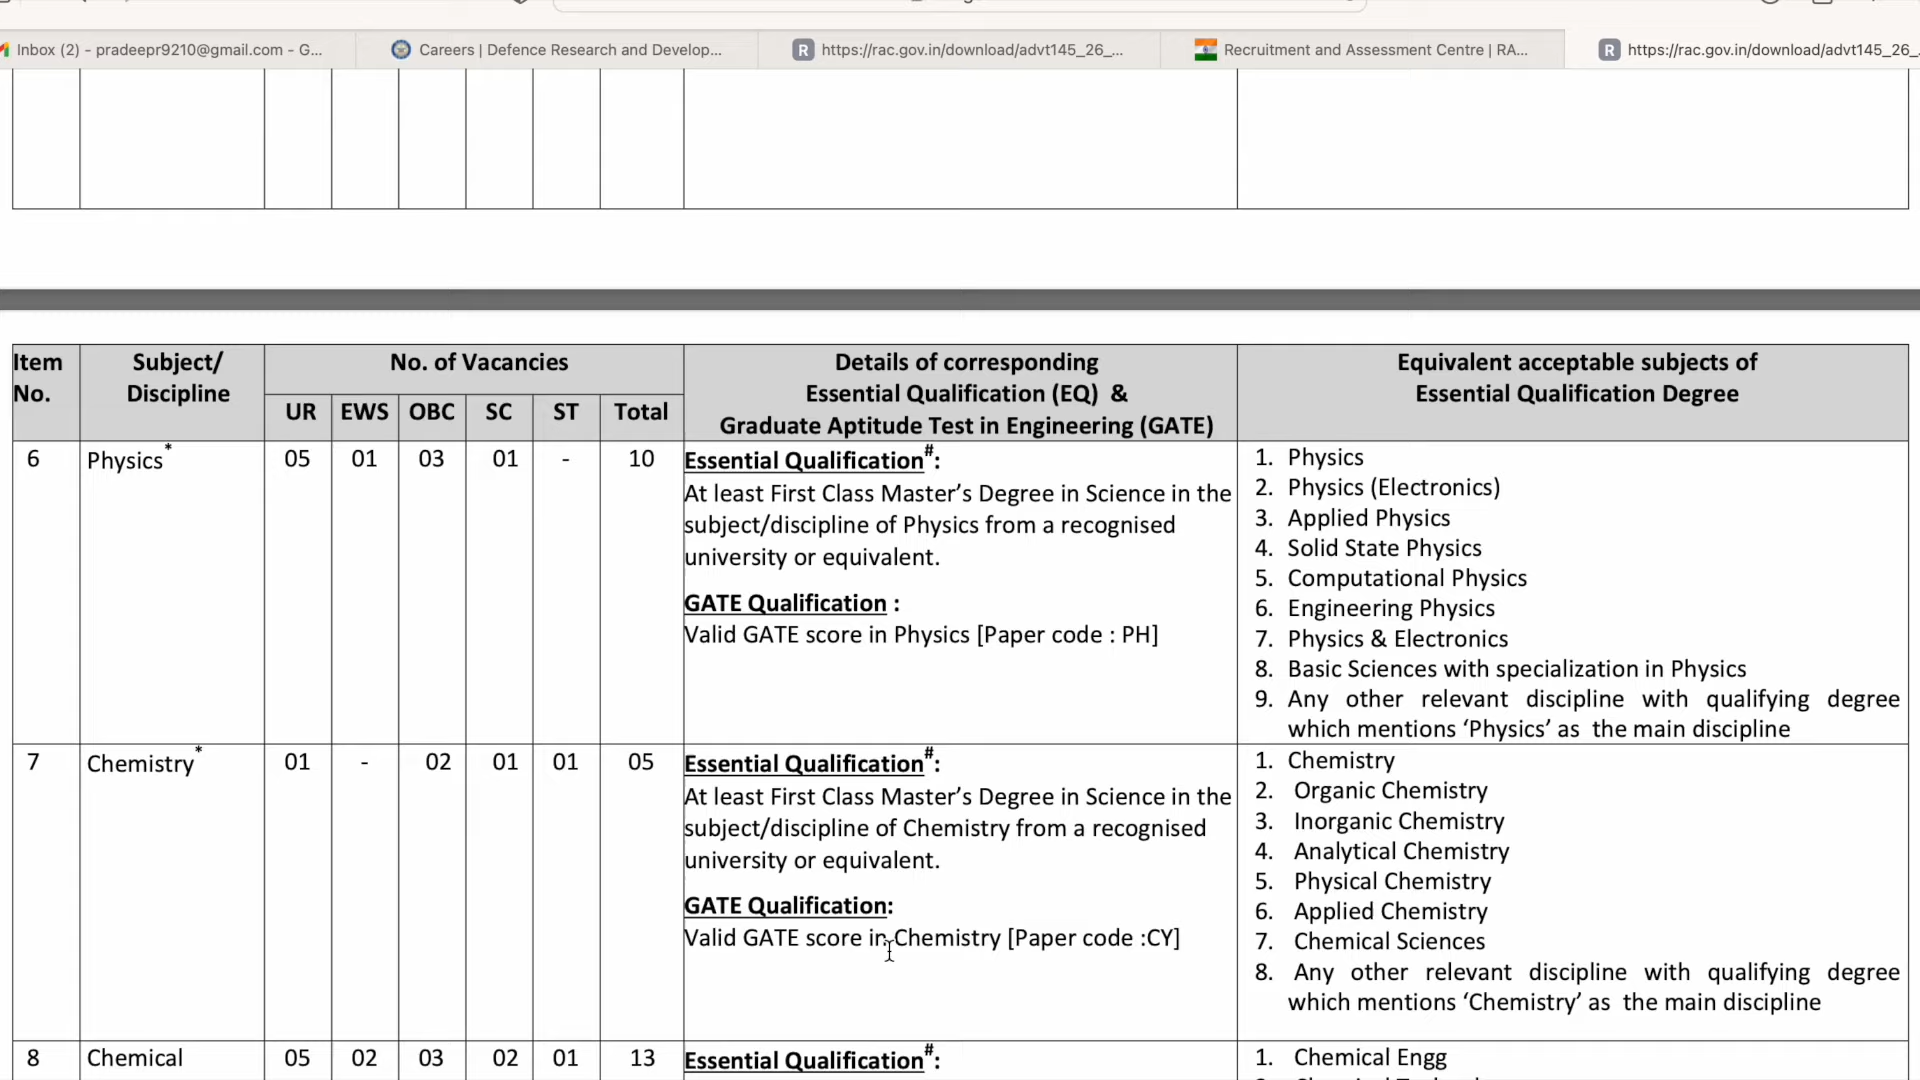 Inbox (2) - pradeepr9210@gmail.com - G...
Careers | Defence Research and Develop...
R https://rac.gov.in/download/advt145_26_...
Recruitment and Assessment Centre | RA...
R https://rac.gov.in/download/advt145_26_
Item No.
Subject/ Discipline
No. of Vacancies
UR EWS OBC SC ST Total
Details of corresponding
Essential Qualification (EQ) &
Graduate Aptitude Test in Engineering (GATE)
Equivalent acceptable subjects of
Essential Qualification Degree
6 Physics* 05 01 03 01 - 10
Essential Qualification#:
At least First Class Master’s Degree in Science in the
subject/discipline of Physics from a recognised
university or equivalent.
GATE Qualification :
Valid GATE score in Physics [Paper code : PH]
1. Physics
2. Physics (Electronics)
3. Applied Physics
4. Solid State Physics
5. Computational Physics
6. Engineering Physics
7. Physics & Electronics
8. Basic Sciences with specialization in Physics
9. Any other relevant discipline with qualifying degree
which mentions ‘Physics’ as the main discipline
7 Chemistry* 01 - 02 01 01 05
Essential Qualification#:
At least First Class Master’s Degree in Science in the
subject/discipline of Chemistry from a recognised
university or equivalent.
GATE Qualification:
Valid GATE score in Chemistry [Paper code :CY]
1. Chemistry
2. Organic Chemistry
3. Inorganic Chemistry
4. Analytical Chemistry
5. Physical Chemistry
6. Applied Chemistry
7. Chemical Sciences
8. Any other relevant discipline with qualifying degree
which mentions ‘Chemistry’ as the main discipline
8 Chemical 05 02 03 02 01 13
Essential Qualification#:
1. Chemical Engg